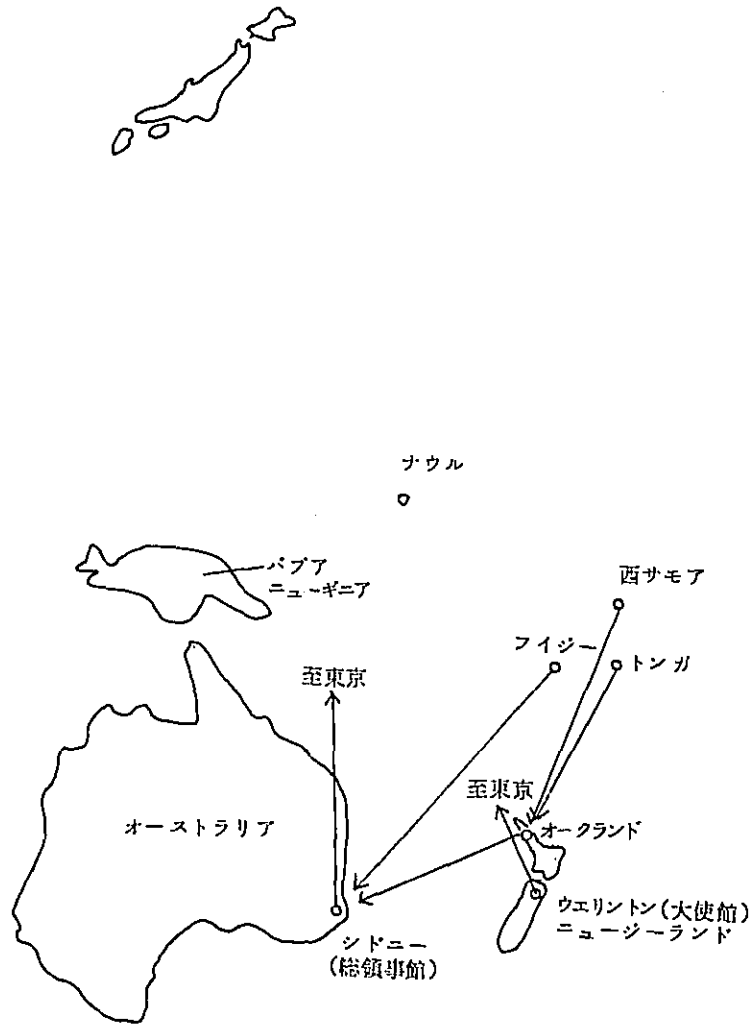 ナウル
パプア
ニューギニア
西サモア
フイジー
トンガ
至東京
至東京
オークランド
オーストラリア
ウエリントン(大使館)
ニュージーランド
シドニー
(総領事館)